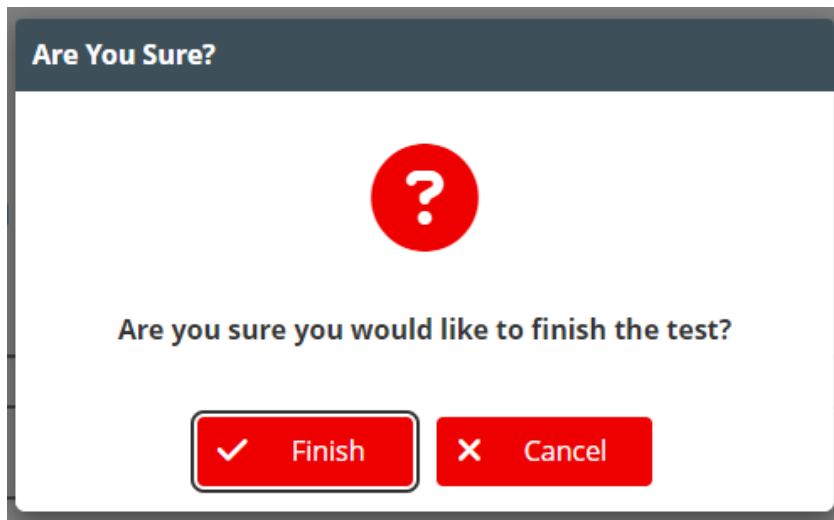 Are You Sure?
?
Are you sure you would like to finish the test?
Finish
Cancel